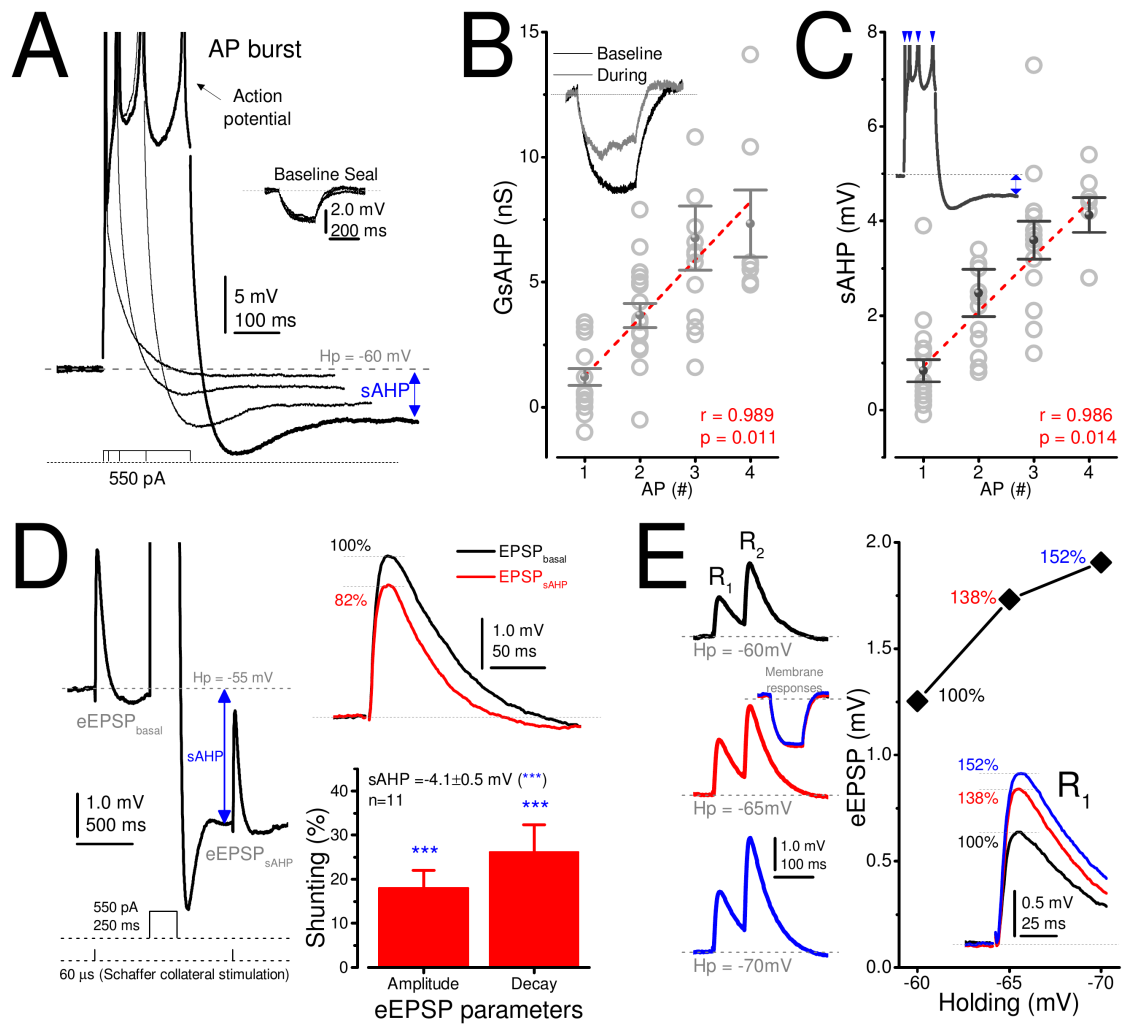 A
AP burst
Action
potential
Baseline Seal
2.0 mV
200 ms
5 mV
100 ms
Hp = -60 mV
sAHP
550 pA
B
Baseline
During
GsAHP (nS)
15
10
5
0
r = 0.989
p = 0.011
1 2 3 4
AP (#)
C
sAHP (mV)
8
6
4
2
0
r = 0.986
p = 0.014
1 2 3 4
AP (#)
D
Hp = -55 mV
eEPSPbasal
sAHP
1.0 mV
500 ms
eEPSPsAHP
550 pA
250 ms
60 µs (Schaffer collateral stimulation)
100%
82%
EPSPbasal
EPSPsAHP
1.0 mV
50 ms
sAHP =-4.1±0.5 mV (***)
n=11
Shunting (%)
40
30
20
10
0
***
***
Amplitude Decay
eEPSP parameters
E
R1
R2
Hp = -60mV
Membrane
responses
Hp = -65mV
1.0 mV
100 ms
Hp = -70mV
eEPSP (mV)
2.0
1.5
1.0
0.5
0.0
152%
138%
100%
152%
138%
100%
R1
0.5 mV
25 ms
-60 -65 -70
Holding (mV)